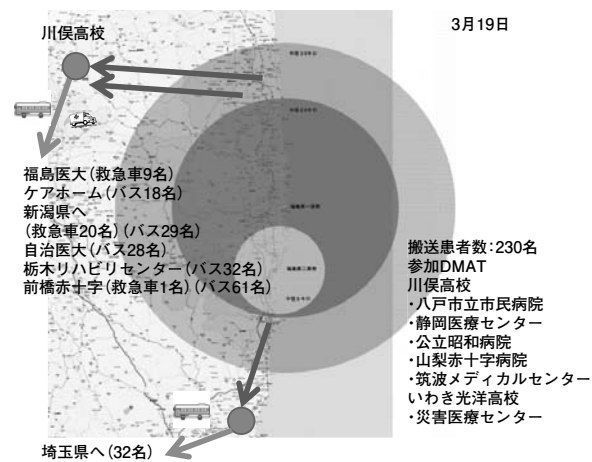 川俣高校
3月19日
福島医大(救急車9名)
ケアホーム(バス18名)
新潟県へ
(救急車20名)(バス29名)
自治医大(バス28名)
栃木リハビリセンター(バス32名)
前橋赤十字(救急車1名)(バス61名)
搬送患者数:230名
参加DMAT
川俣高校
・八戸市立市民病院
・静岡医療センター
・公立昭和病院
・山梨赤十字病院
・筑波メディカルセンター
いわき光洋高校
・災害医療センター
埼玉県へ(32名)